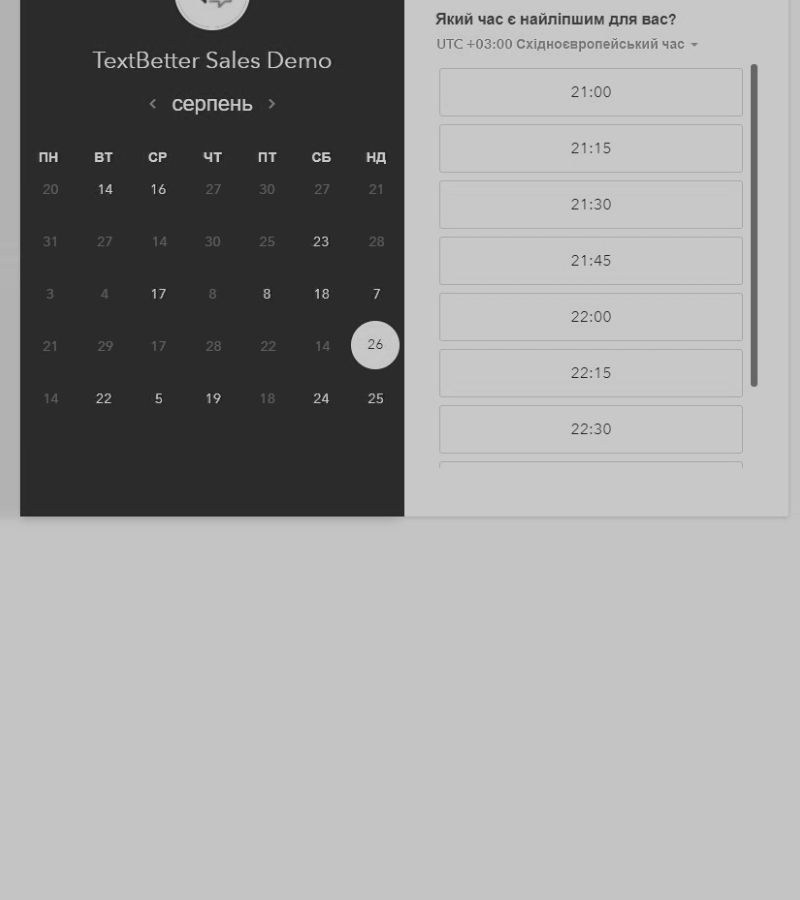 TextBetter Sales Demo
серпень
ПН ВТ СР ЧТ ПТ СБ НД
20 14 16 27 30 27 21
31 27 14 30 25 23 28
3 4 17 8 8 18 7
21 29 17 28 22 14 26
14 22 5 19 18 24 25
Який час є найліпшим для вас?
UTC +03:00 Східноєвропейський час
21:00
21:15
21:30
21:45
22:00
22:15
22:30